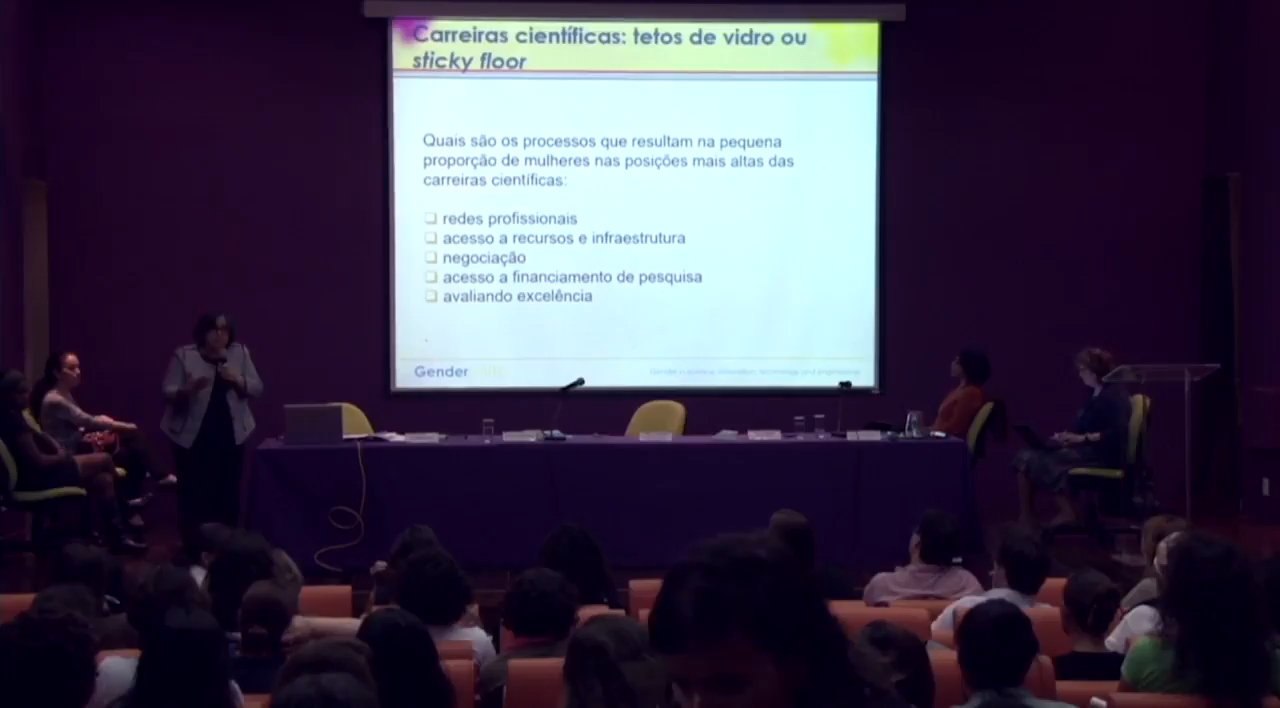 Carreiras científicas: tetos de vidro ou
sticky floor
Quais são os processos que resultam na pequena
proporção de mulheres nas posições mais altas das
carreiras científicas:
❑ redes profissionais
❑ acesso a recursos e infraestrutura
❑ negociação
❑ acesso a financiamento de pesquisa
❑ avaliando excelência
Gender